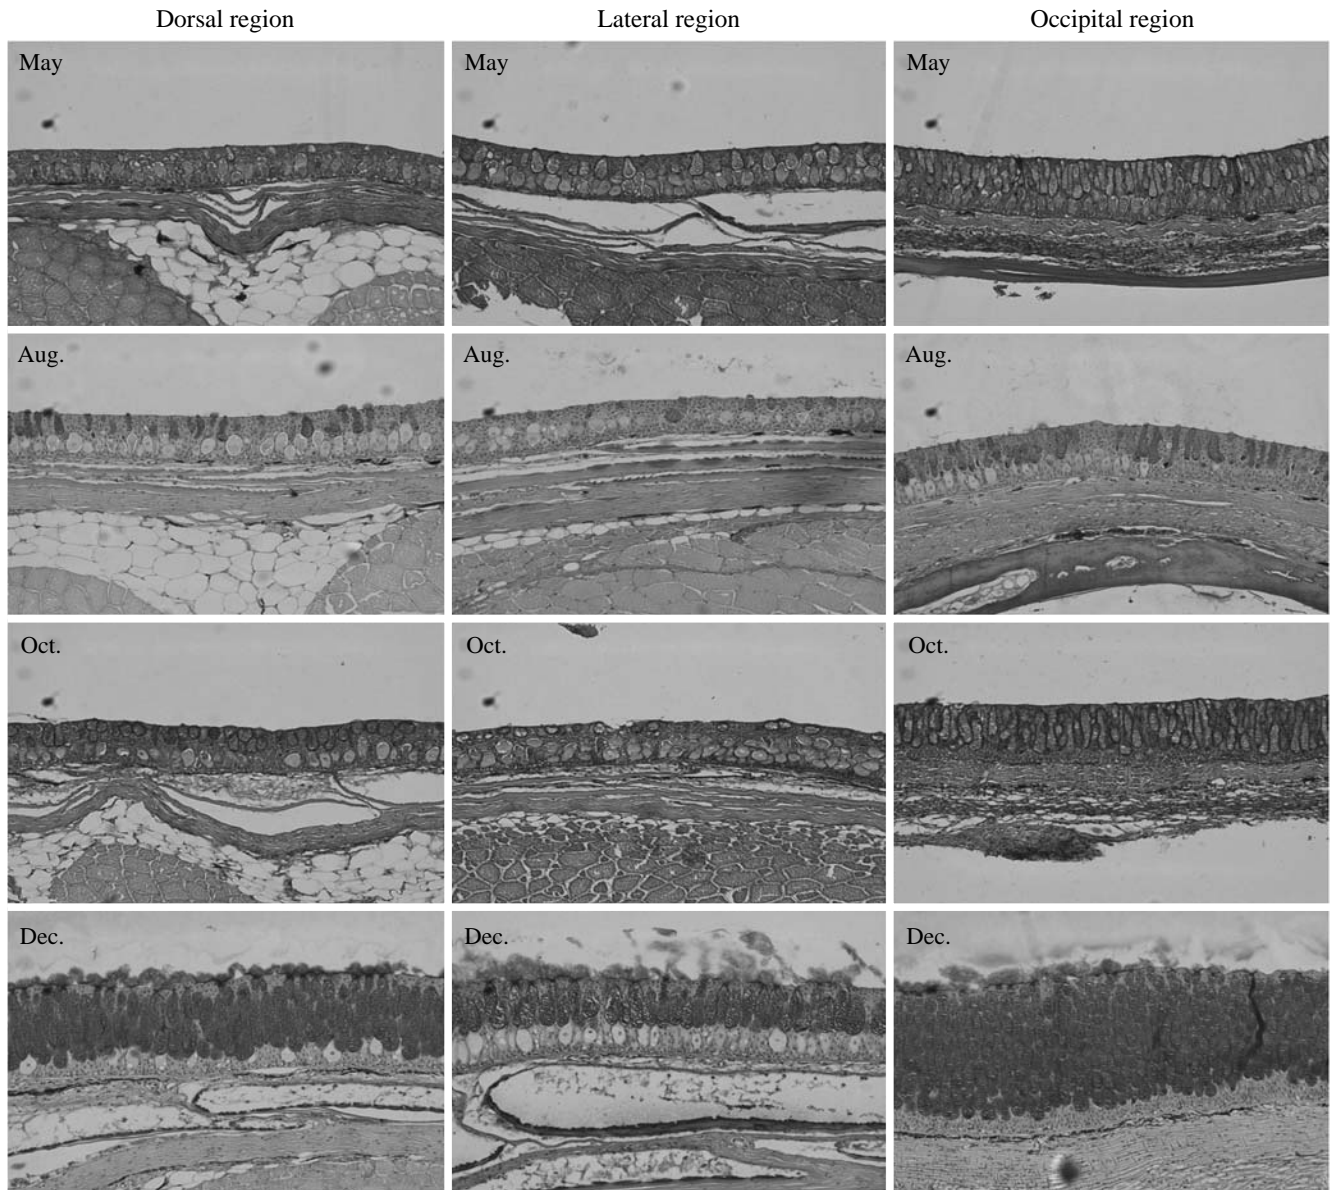 Dorsal region Lateral region Occipital region
May May May
Aug. Aug. Aug.
Oct. Oct. Oct.
Dec. Dec. Dec.